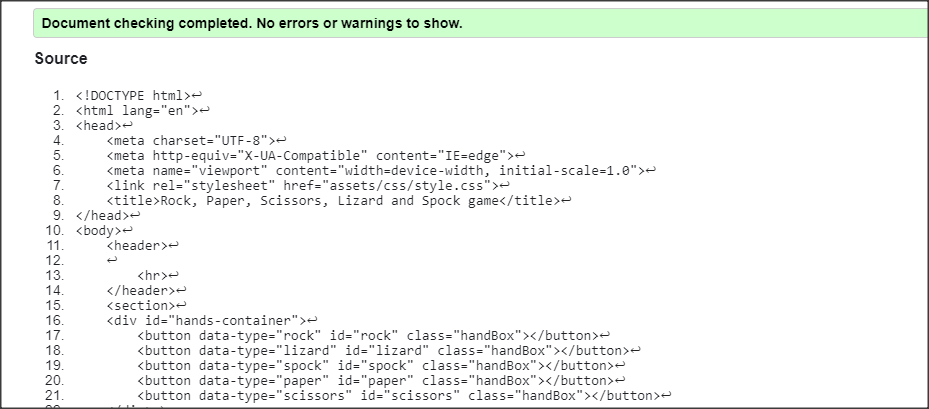 Document checking completed. No errors or warnings to show.
Source
1. <!DOCTYPE html>↩
2. <html lang="en">↩
3. <head>↩
4.     <meta charset="UTF-8">↩
5.     <meta http-equiv="X-UA-Compatible" content="IE=edge">↩
6.     <meta name="viewport" content="width=device-width, initial-scale=1.0">↩
7.     <link rel="stylesheet" href="assets/css/style.css">↩
8.     <title>Rock, Paper, Scissors, Lizard and Spock game</title>↩
9. </head>↩
10. <body>↩
11.     <header>↩
12.     ↩
13.         <hr>↩
14.     </header>↩
15.     <section>↩
16.     <div id="hands-container">↩
17.         <button data-type="rock" id="rock" class="handBox"></button>↩
18.         <button data-type="lizard" id="lizard" class="handBox"></button>↩
19.         <button data-type="spock" id="spock" class="handBox"></button>↩
20.         <button data-type="paper" id="paper" class="handBox"></button>↩
21.         <button data-type="scissors" id="scissors" class="handBox"></button>↩